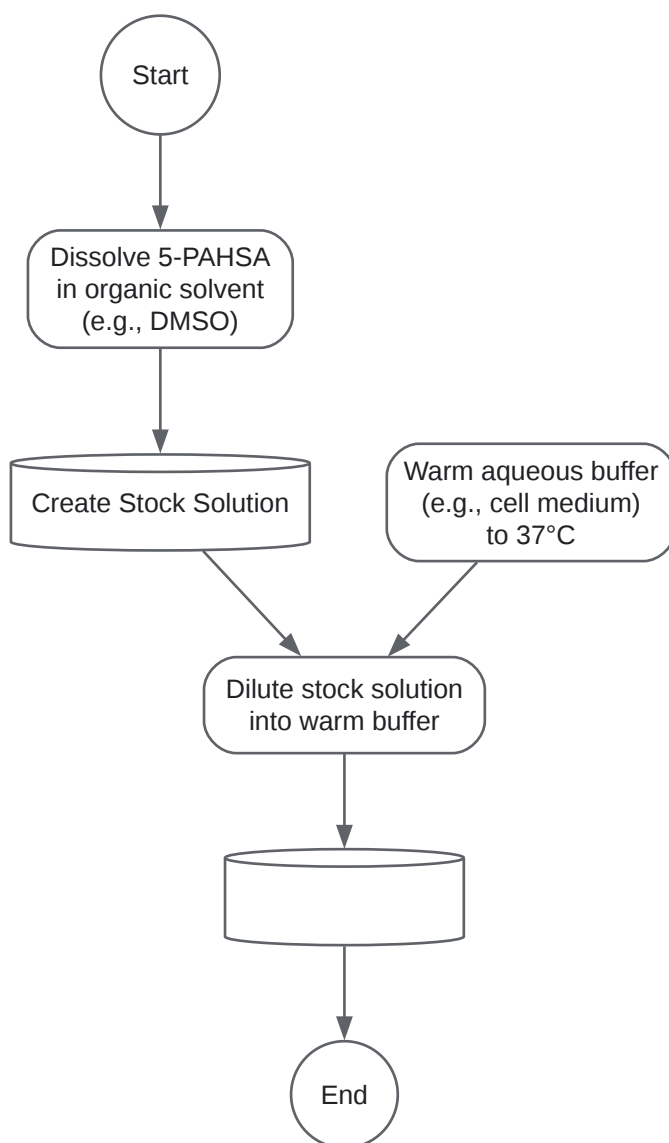 Start
Dissolve 5-PAHSA
in organic solvent
(e.g., DMSO)
Create Stock Solution
Warm aqueous buffer
(e.g., cell medium)
to 37°C
Dilute stock solution
into warm buffer
End